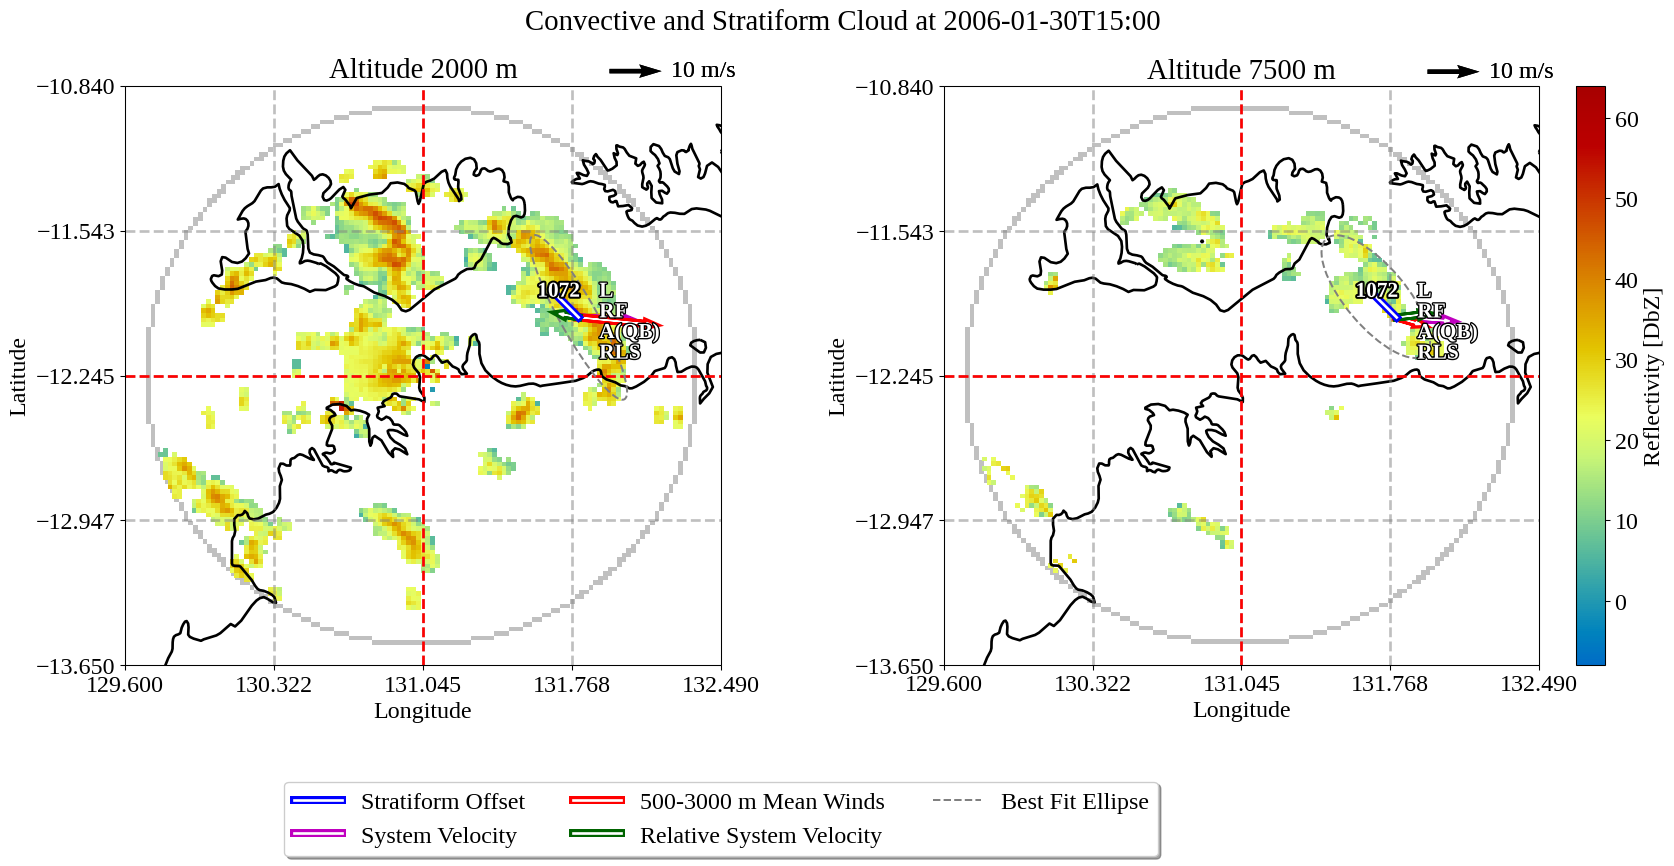 Convective and Stratiform Cloud at 2006-01-30T15:00
Altitude 2000 m
10 m/s
Altitude 7500 m
10 m/s
−10.840
−11.543
−12.245
−12.947
−13.650
Latitude
129.600
130.322
131.045
131.768
132.490
Longitude
1072
L
RF
A(QB)
RLS
−10.840
−11.543
−12.245
−12.947
−13.650
Latitude
129.600
130.322
131.045
131.768
132.490
Longitude
1072
L
RF
A(QB)
RLS
60
50
40
30
20
10
0
Reflectivity [DbZ]
Stratiform Offset
System Velocity
500-3000 m Mean Winds
Relative System Velocity
Best Fit Ellipse